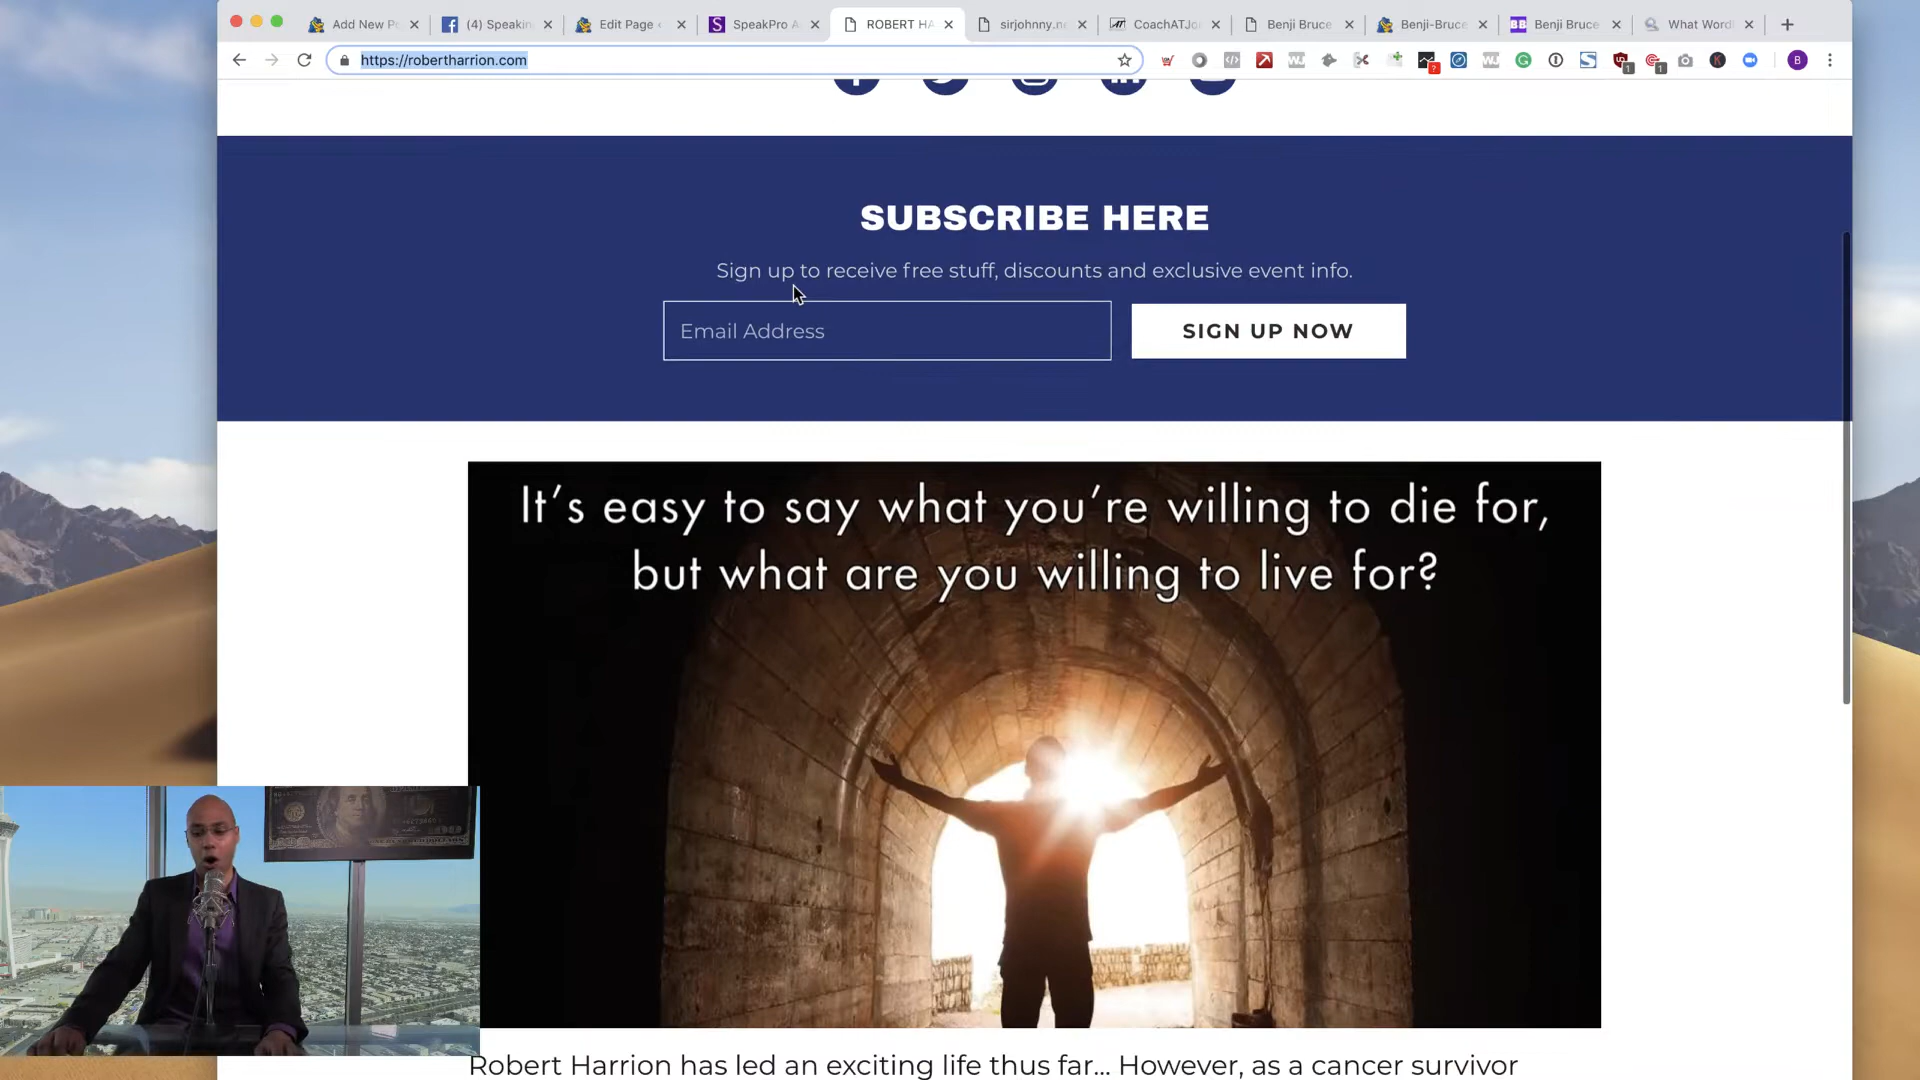 Add New P
(4) Speakin
Edit Page
SpeakPro A
ROBERT HA
sirjohnny.ne
CoachATJo
Benji Bruce
Benji-Bruce
BB
Benji Bruce
What Word
https://robertharrion.com
B
SUBSCRIBE HERE
Sign up to receive free stuff, discounts and exclusive event info.
Email Address
SIGN UP NOW
It's easy to say what you're willing to die for,
but what are you willing to live for?
Robert Harrion has led an exciting life thus far... However, as a cancer survivor